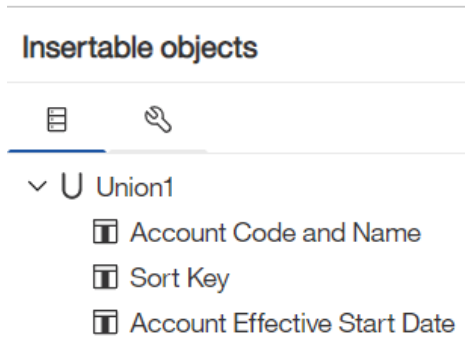 Insertable objects
Union1
Account Code and Name
Sort Key
Account Effective Start Date